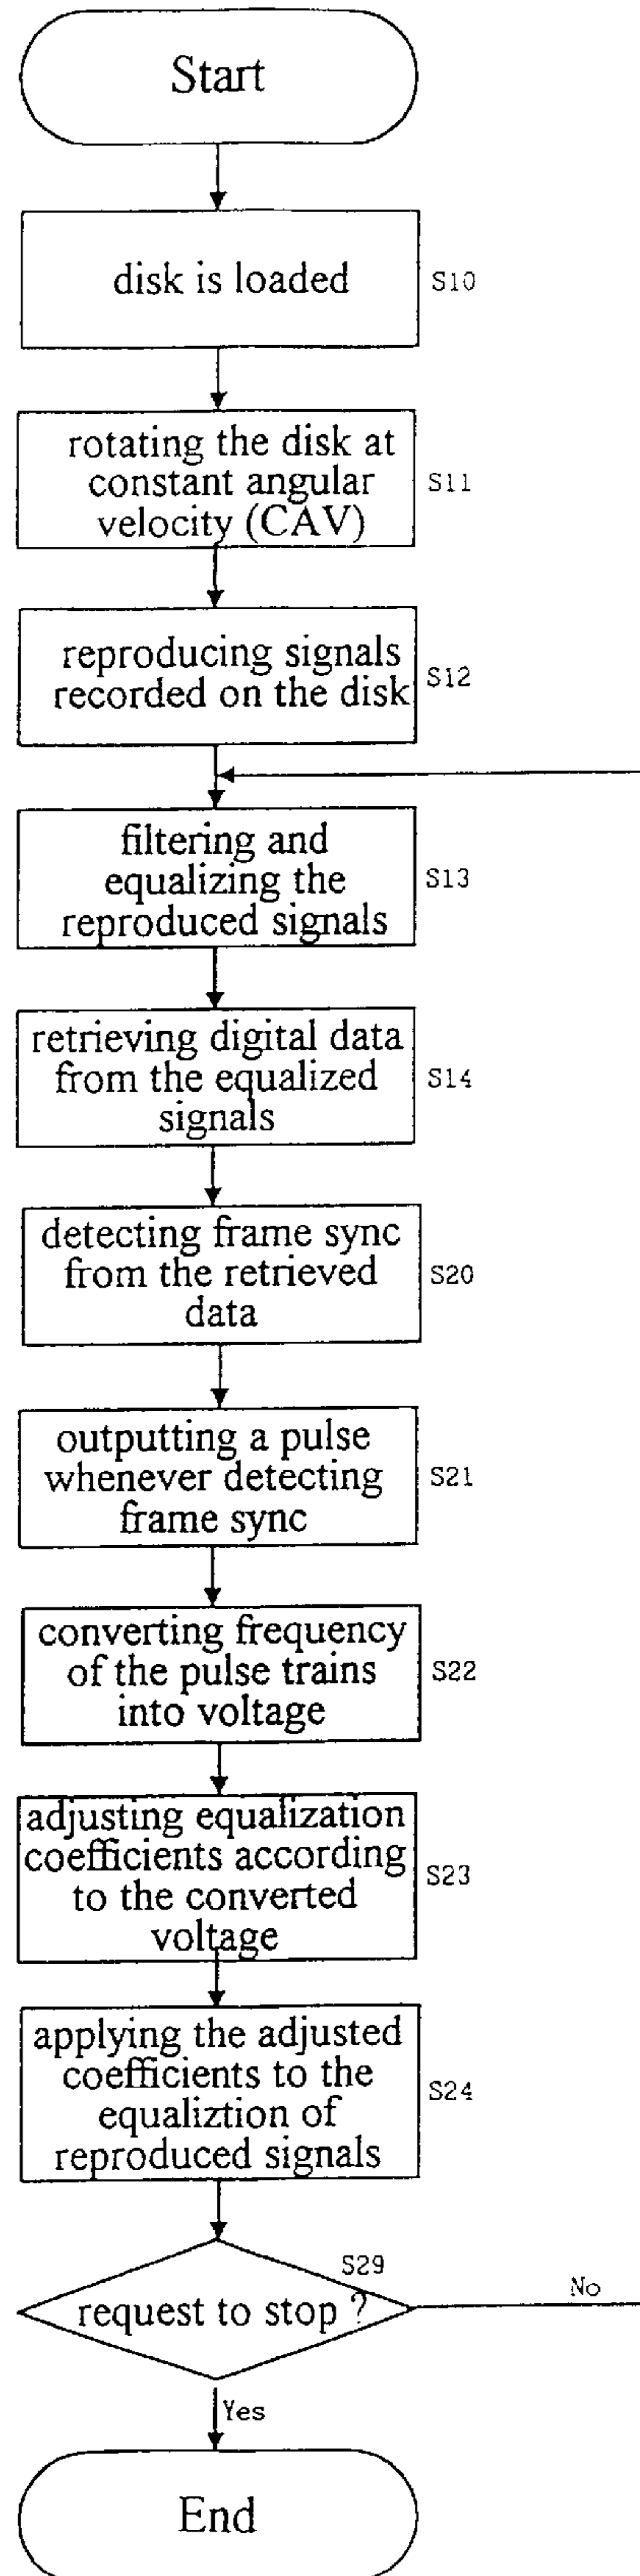 Start
disk is loaded
S10
rotating the disk at
constant angular
velocity (CAV)
S11
reproducing signals
recorded on the disk
S12
filtering and
equalizing the
reproduced signals
S13
retrieving digital data
from the equalized
signals
S14
detecting frame sync
from the retrieved
data
S20
outputting a pulse
whenever detecting
frame sync
S21
converting frequency
of the pulse trains
into voltage
S22
adjusting equalization
coefficients according
to the converted
voltage
S23
applying the adjusted
coefficients to the
equaliztion of
reproduced signals
S24
S29
request to stop ?
No
Yes
End